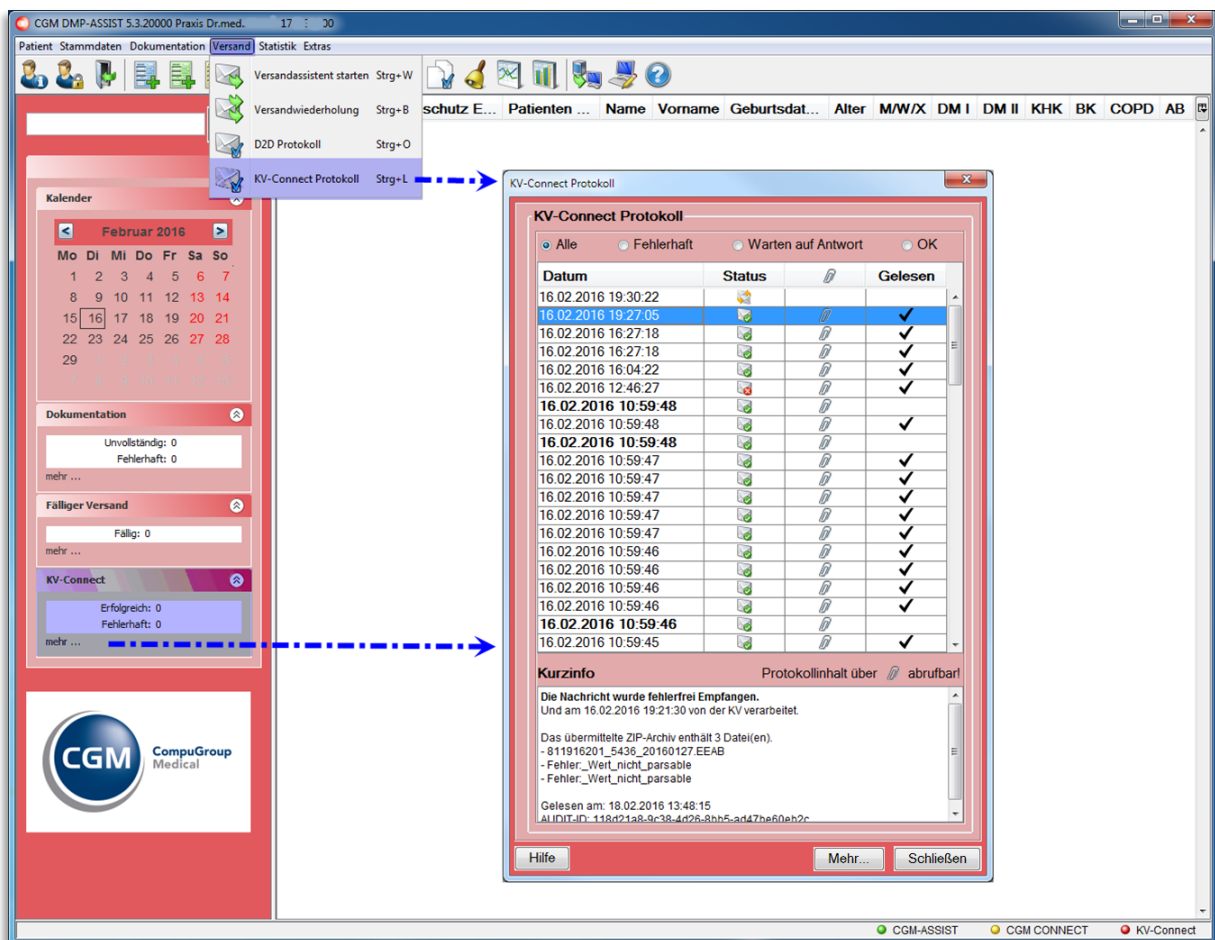 CGM DMP-ASSIST 5.3.20000 Praxis Dr.med.
Patient Stammdaten Dokumentation Versand Statistik Extras
Versandassistent starten Strg+W
Versandwiederholung Strg+B
D2D Protokoll Strg+O
KV-Connect Protokoll Strg+L
schutz E... Patienten ... Name Vorname Geburtsdat... Alter M/W/X DM I DM II KHK BK COPD AB
Kalender
Februar 2016
Mo Di Mi Do Fr Sa So
1 2 3 4 5 6 7
8 9 10 11 12 13 14
15 16 17 18 19 20 21
22 23 24 25 26 27 28
29
Dokumentation
Unvollständig: 0
Fehlerhaft: 0
mehr ...
Fälliger Versand
Fällig: 0
mehr ...
KV-Connect
Erfolgreich: 0
Fehlerhaft: 0
mehr ...
CGM CompuGroup
Medical
KV-Connect Protokoll
KV-Connect Protokoll
Alle Fehlerhaft Warten auf Antwort OK
Datum Status Gelesen
16.02.2016 19:30:22
16.02.2016 19:27:05
16.02.2016 16:27:18
16.02.2016 16:27:18
16.02.2016 16:04:22
16.02.2016 12:46:27
16.02.2016 10:59:48
16.02.2016 10:59:48
16.02.2016 10:59:48
16.02.2016 10:59:47
16.02.2016 10:59:47
16.02.2016 10:59:47
16.02.2016 10:59:47
16.02.2016 10:59:47
16.02.2016 10:59:46
16.02.2016 10:59:46
16.02.2016 10:59:46
16.02.2016 10:59:46
16.02.2016 10:59:46
16.02.2016 10:59:45
Kurzinfo Protokollinhalt über abrufbar!
Die Nachricht wurde fehlerfrei Empfangen.
Und am 16.02.2016 19:21:30 von der KV verarbeitet.
Das übermittelte ZIP-Archiv enthält 3 Datei(en).
- 811916201_5436_20160127.EEAB
- Fehler:_Wert_nicht_parsable
- Fehler:_Wert_nicht_parsable
Gelesen am: 18.02.2016 13:48:15
AUDIT-ID: 118d21a8-9c38-4d26-8bb5-ad47be60eb2c
Hilfe Mehr... Schließen
CGM-ASSIST CGM CONNECT KV-Connect